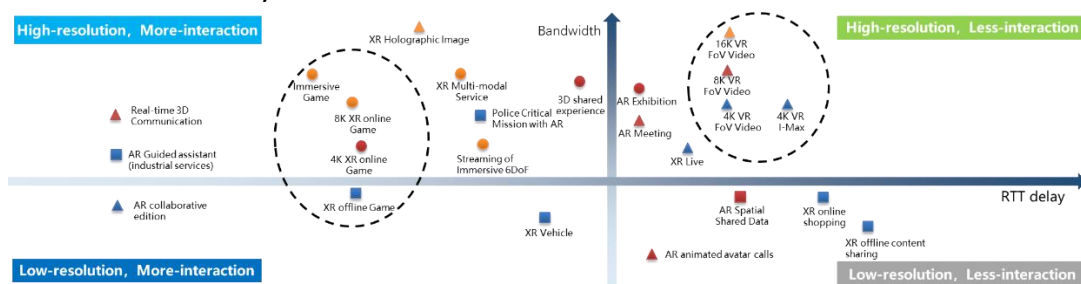 High-resolution, More-interaction
XR Holographic Image
Bandwidth
High-resolution, Less-interaction
16K VR
FoV Video
Immersive
Game
XR Multi-modal
Service
3D shared
experience
AR Exhibition
8K VR
FoV Video
Real-time 3D
Communication
8K XR online
Game
Police Critical
Mission with AR
AR Meeting
4K VR
FoV Video
4K VR
I-Max
AR Guided assistant
(industrial services)
4K XR online
Game
Streaming of
Immersive 6DoF
XR Live
AR collaborative
edition
XR offline Game
XR Vehicle
AR Spatial
Shared Data
XR online
shopping
RTT delay
XR offline content
sharing
AR animated avatar calls
Low-resolution, More-interaction
Low-resolution, Less-interaction